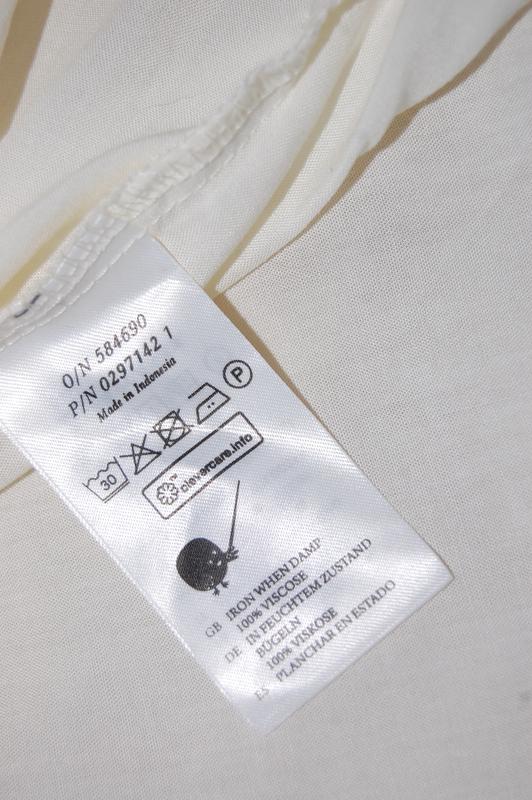 O/N 584690
P/N 0297142 1
Made in Indonesia
30 P
clevercare.info
GB IRON WHEN DAMP
100% VISCOSE
DE IN FEUCHTEM ZUSTAND
BÜGELN
100% VISKOSE
ES PLANCHAR EN ESTADO